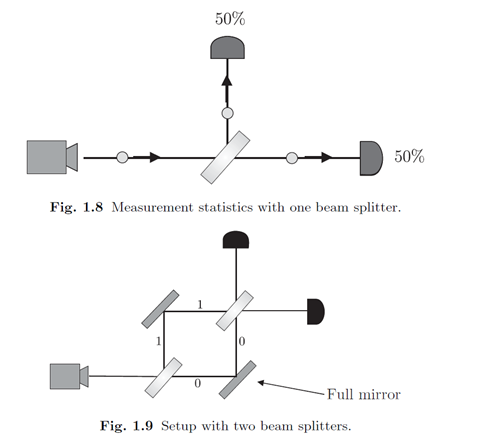 50%
50%
Fig. 1.8 Measurement statistics with one beam splitter.
1
1
0
0
Full mirror
Fig. 1.9 Setup with two beam splitters.